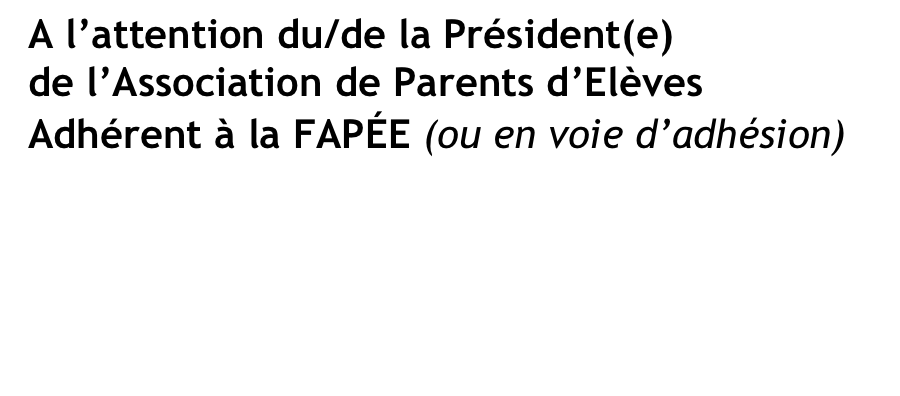 A l’attention du/de la Président(e)
de l’Association de Parents d’Elèves
Adhérent à la FAPÉE (ou en voie d’adhésion)